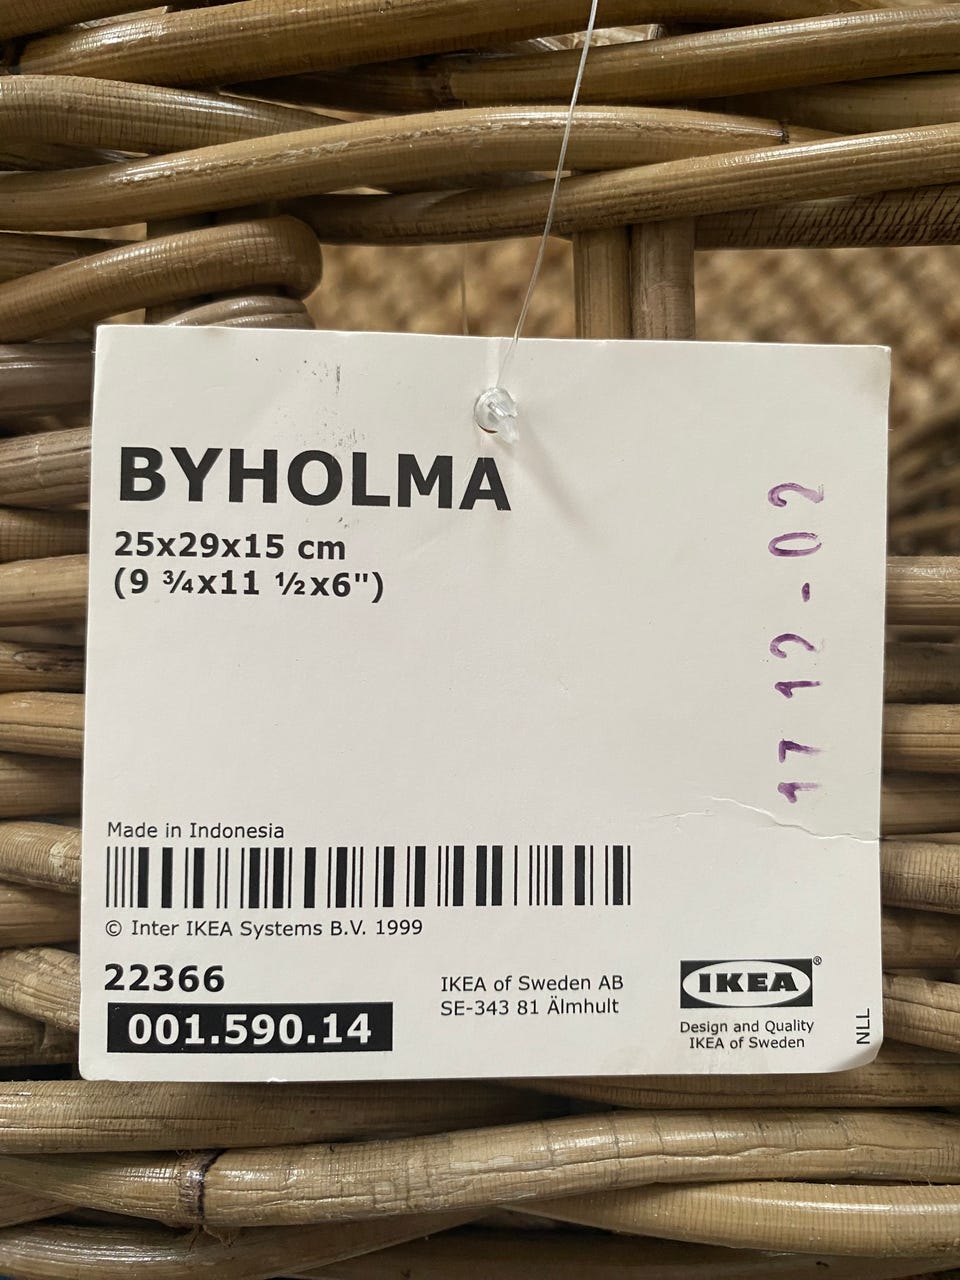 BYHOLMA
25x29x15 cm
(9 ¾x11 ½x6")
17 12 - 02
Made in Indonesia
© Inter IKEA Systems B.V. 1999
22366
001.590.14
IKEA of Sweden AB
SE-343 81 Älmhult
IKEA®
Design and Quality
IKEA of Sweden
NLL